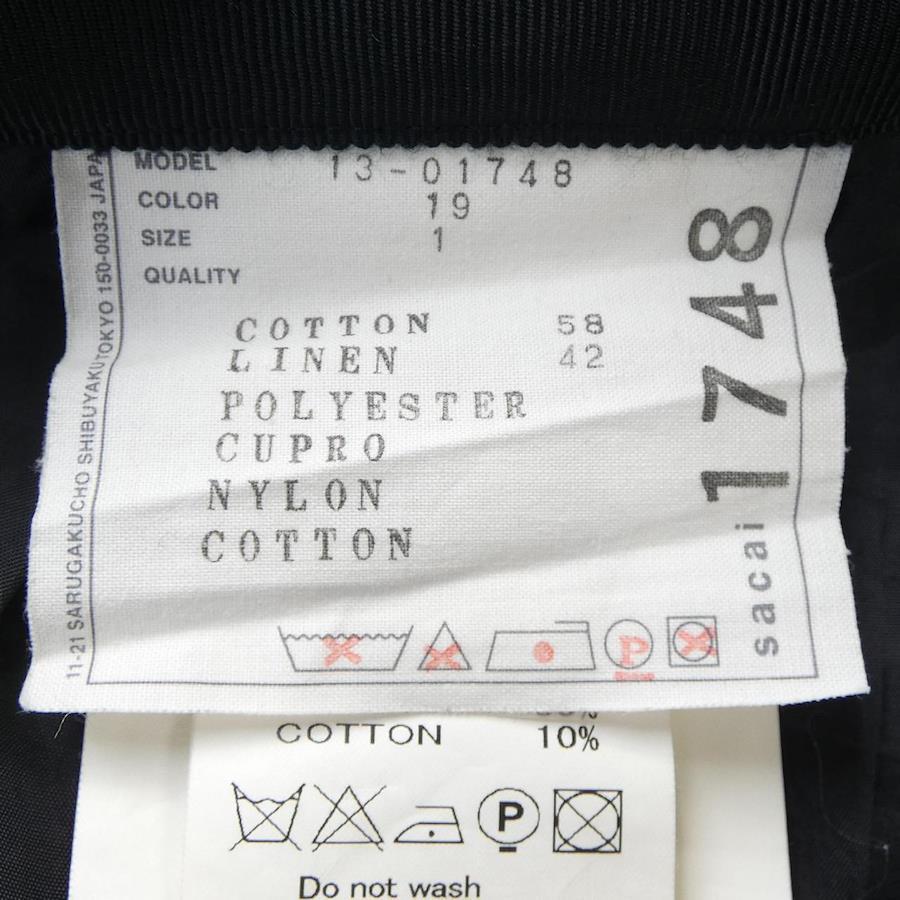 MODEL 13-01748
COLOR 19
SIZE 1
QUALITY
COTTON 58
LINEN 42
POLYESTER
CUPRO
NYLON
COTTON
P
sacai 1748
11-21 SARUGAKUCHO SHIBUYAKU TOKYO 150-0033 JAPA
COTTON 10%
P
Do not wash